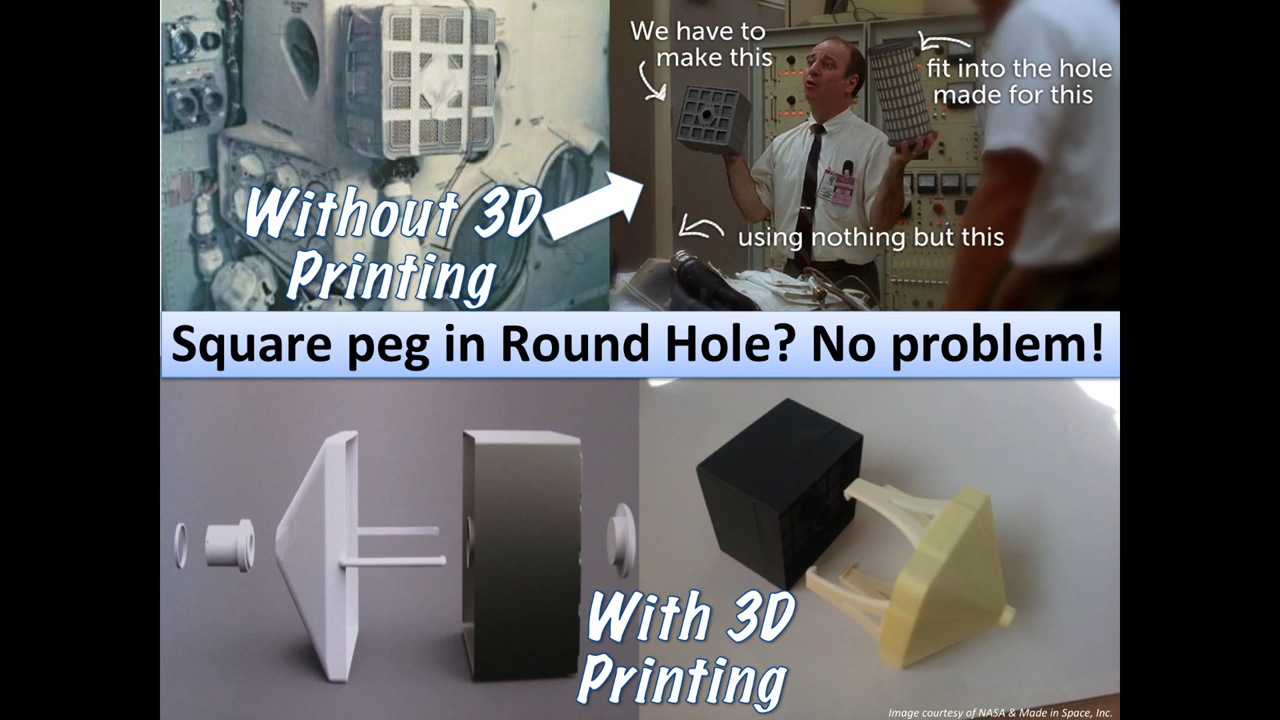 We have to
make this
fit into the hole
made for this
Without 3D
Printing
using nothing but this
Square peg in Round Hole? No problem!
With 3D
Printing
Image courtesy of NASA & Made in Space, Inc.